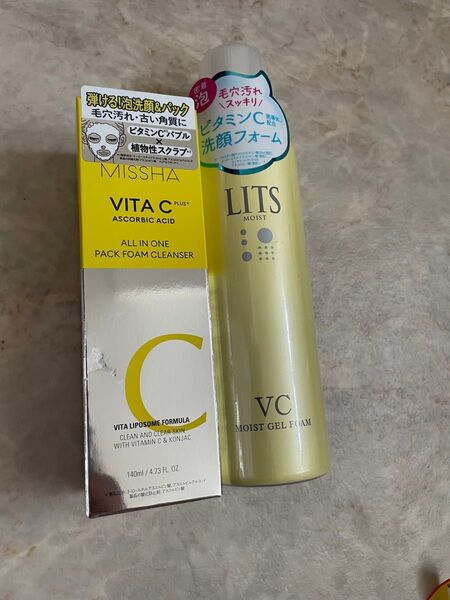 弾ける!泡洗顔&パック
毛穴汚れ・古い角質に
ビタミンC*バブル
×
植物性スクラブ*
MISSHA
VITA C PLUS+
ASCORBIC ACID
ALL IN ONE
PACK FOAM CLEANSER
C
VITA LIPOSOME FORMULA
CLEAN AND CLEAR SKIN
WITH VITAMIN C & KONJAC
140ml / 4.73 FL. OZ.
密着
泡
毛穴汚れ
スッキリ
ビタミンC
配合
洗顔フォーム
LITS
MOIST
VC
MOIST GEL FOAM